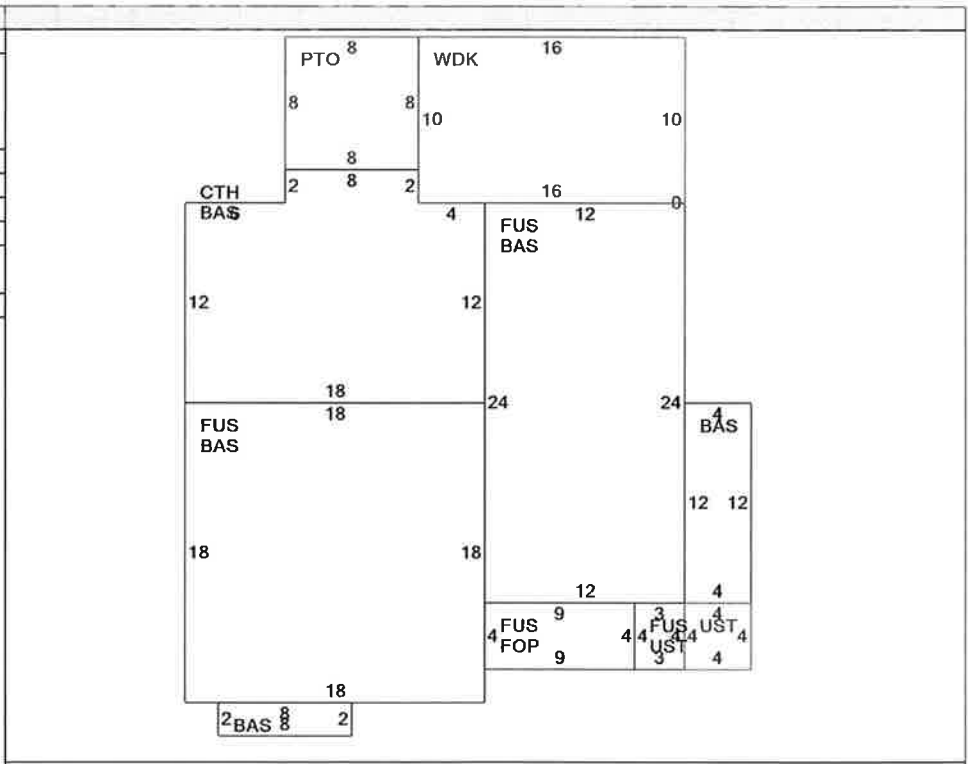 8 16
PTO WDK
8 8
10 10
8
2 8 2 16
CTH
BAS 6 4 12 0
FUS
BAS
12 12
18
18 24 24 4
FUS BAS
BAS
12 12
18 18
12 4
9 3 4
FUS FUS UST
4 4 4 4 4 4
FOP UST
9 3 4
18
2 BAS 8 2
8